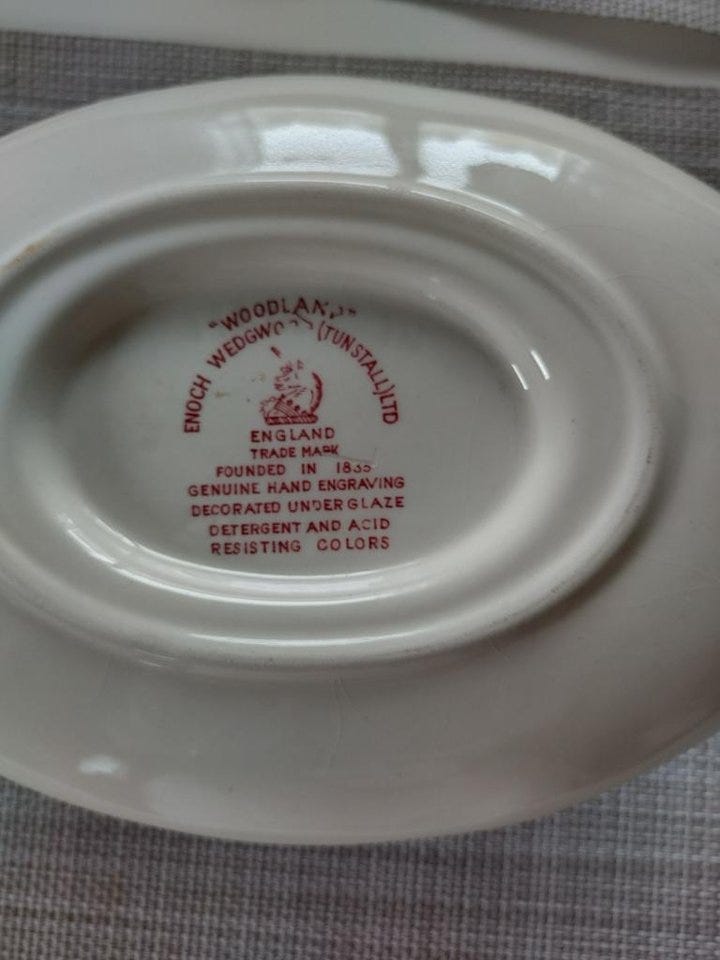 "WOODLAND"
ENOCH WEDGWOOD (TUNSTALL) LTD
ENGLAND
TRADE MARK
FOUNDED IN 1835
GENUINE HAND ENGRAVING
DECORATED UNDER GLAZE
DETERGENT AND ACID
RESISTING COLORS